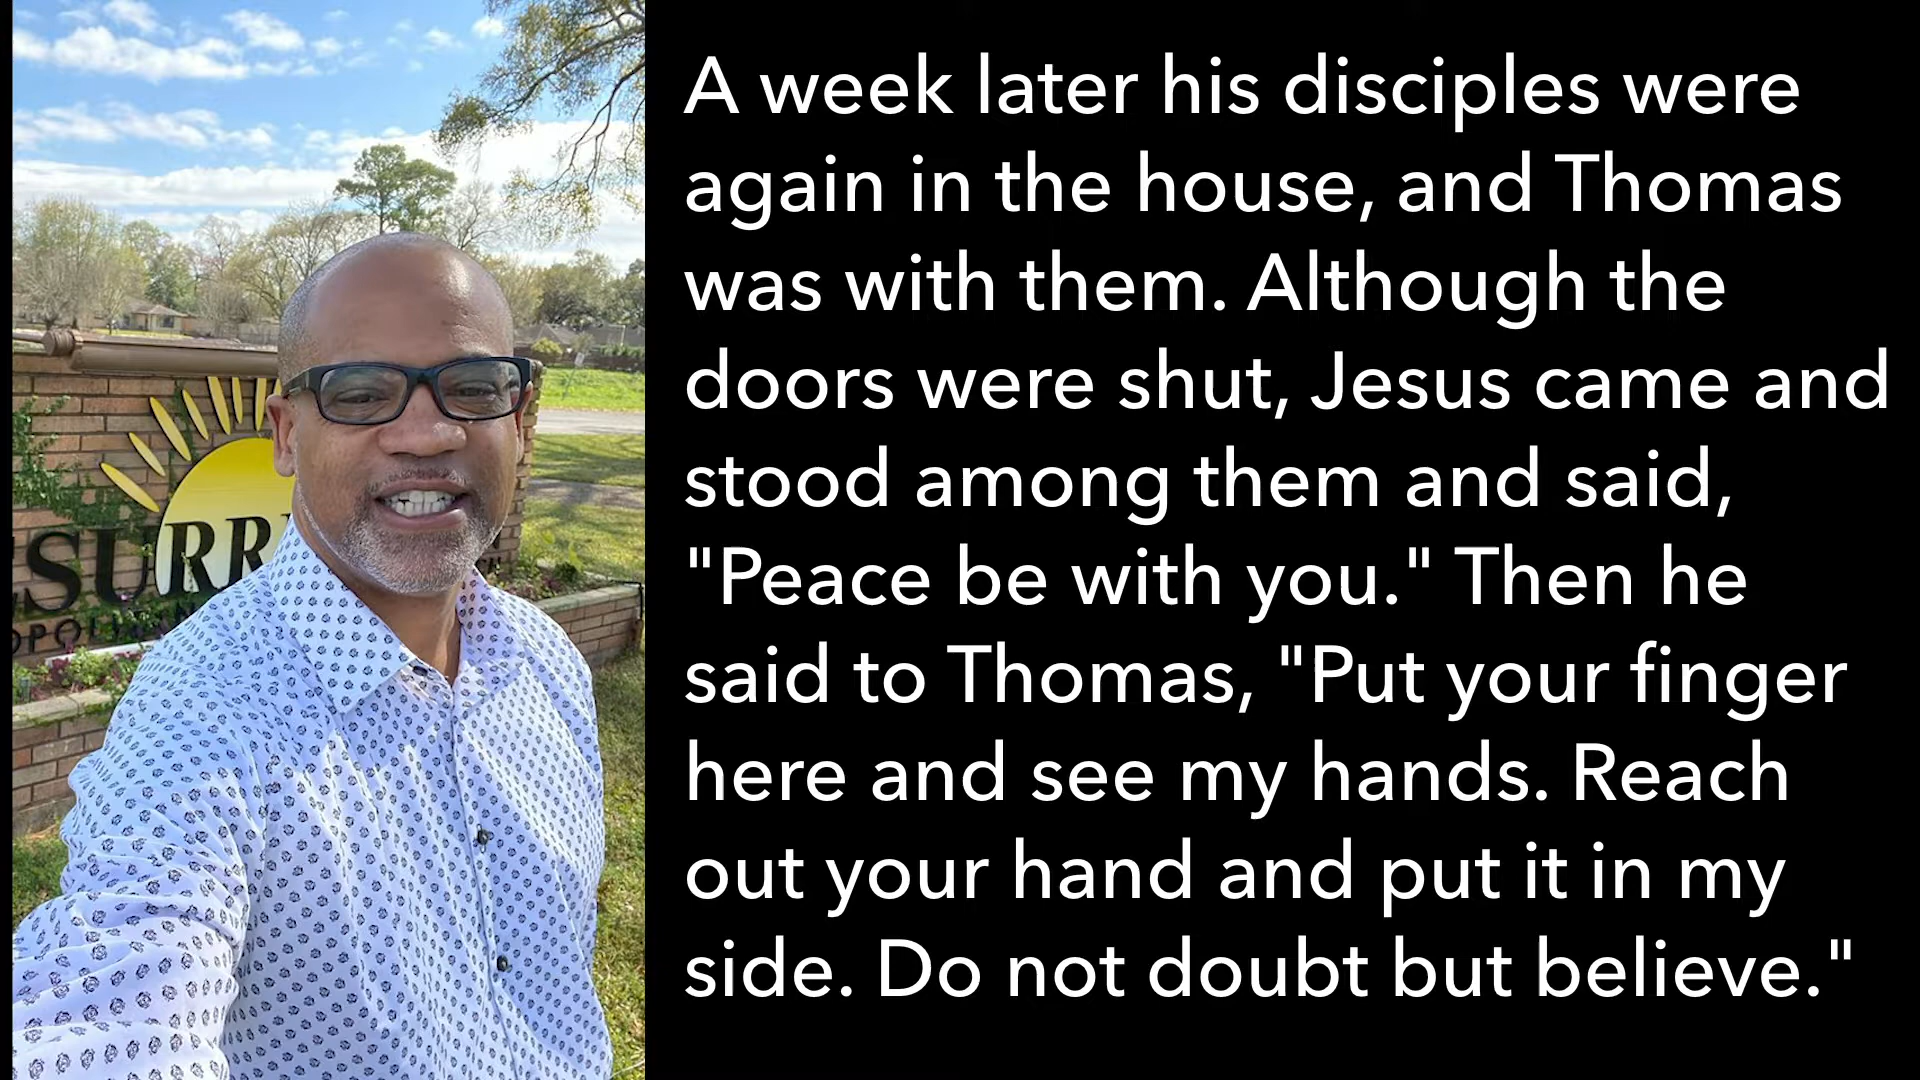 SURR
OPOLI
A week later his disciples were
again in the house, and Thomas
was with them. Although the
doors were shut, Jesus came and
stood among them and said,
"Peace be with you." Then he
said to Thomas, "Put your finger
here and see my hands. Reach
out your hand and put it in my
side. Do not doubt but believe."